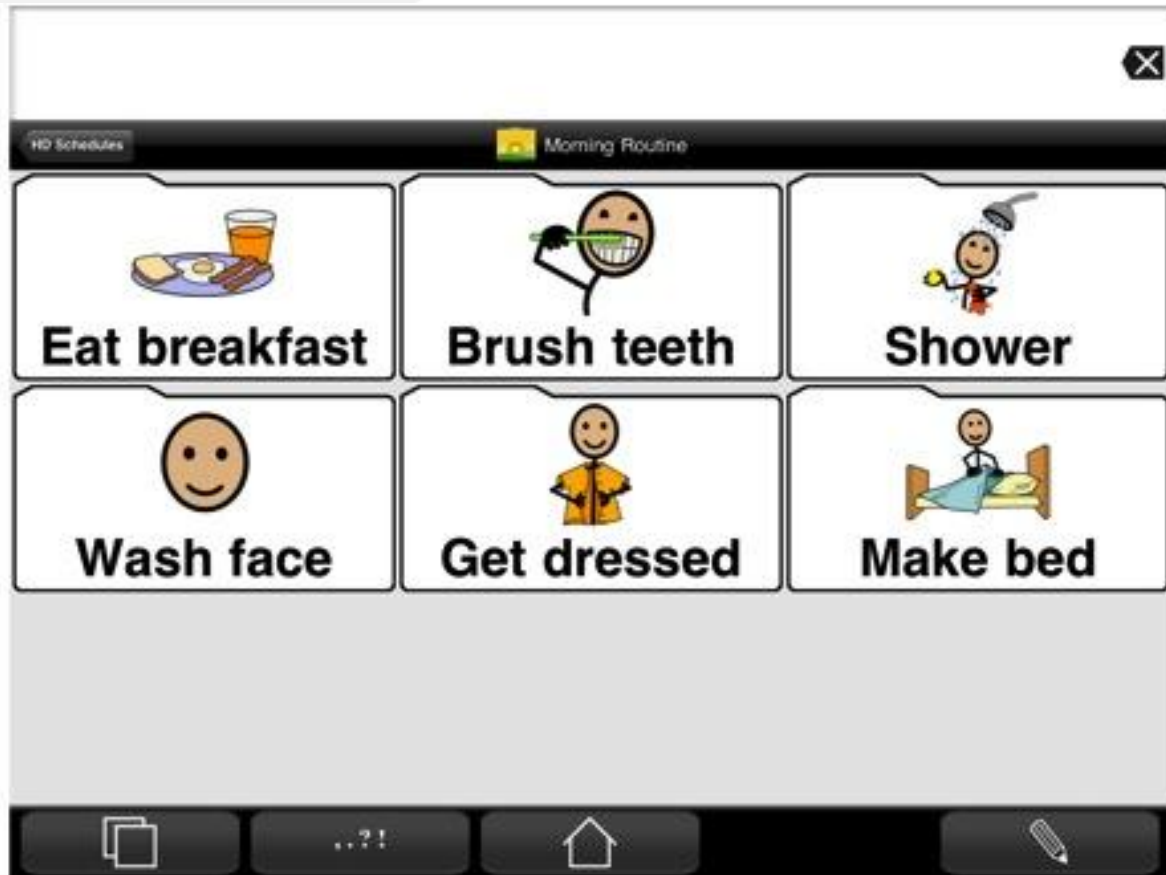 HD Schedules
Morning Routine
Eat breakfast
Brush teeth
Shower
Wash face
Get dressed
Make bed
,.?!